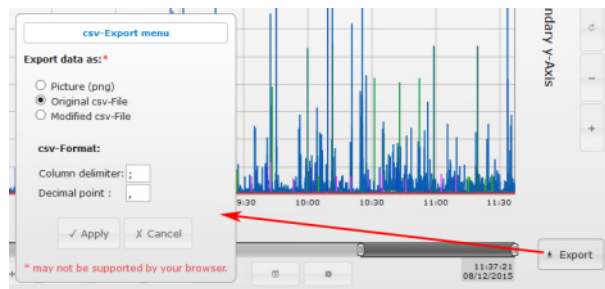 csv-Export menu
Export data as:*
Picture (png)
Original csv-File
Modified csv-File
csv-Format:
Column delimiter: ;
Decimal point : ,
✓ Apply ✗ Cancel
* may not be supported by your browser.
9:30 10:00 10:30 11:00 11:30
ndary y-Axis
Export
11:37:21
08/12/2015